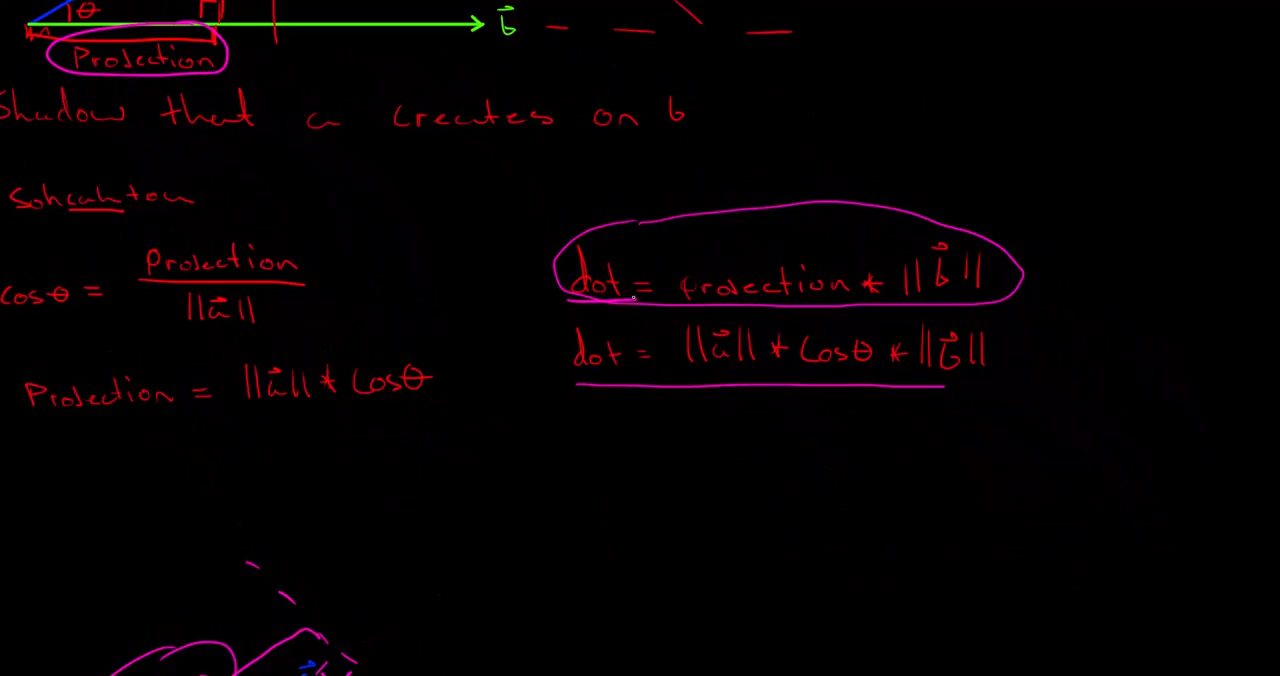 θ
b⃗
Projection
Shadow that a creates on b
Sohcahtoa
cosθ = Projection / ||a⃗||
dot = projection * ||b⃗||
dot = ||a⃗|| * Cosθ * ||b⃗||
Projection = ||a⃗|| * Cosθ